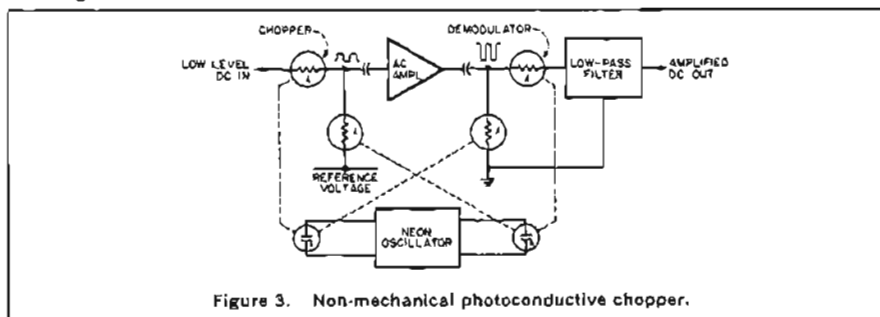 CHOPPER
DEMODULATOR
LOW LEVEL
DC IN
AC
AMPL
LOW-PASS
FILTER
AMPLIFIED
DC OUT
REFERENCE
VOLTAGE
NEON
OSCILLATOR
Figure 3. Non-mechanical photoconductive chopper.